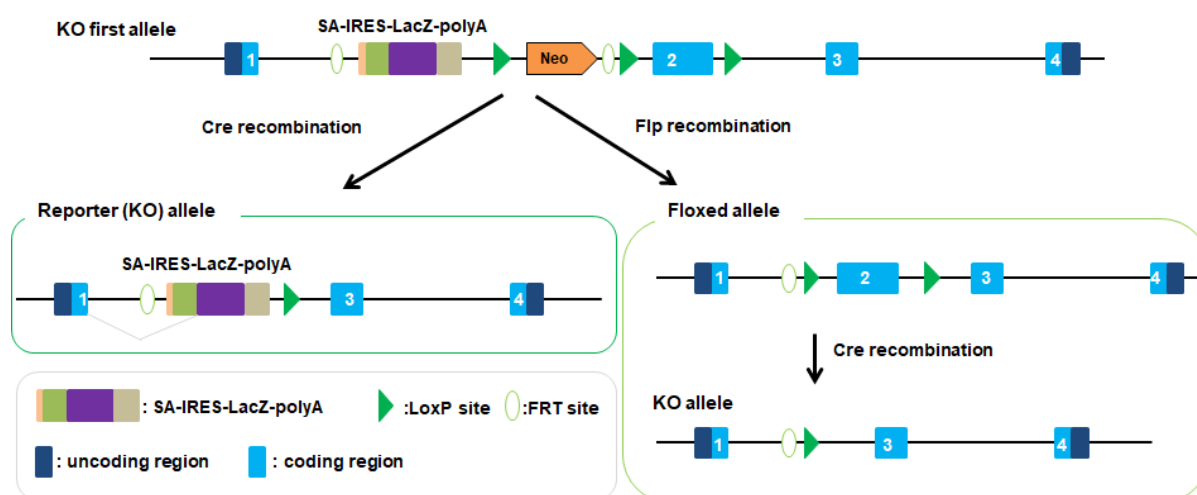 SA-IRES-LacZ-polyA
KO first allele
1
Neo
2
3
4
Cre recombination
Flp recombination
Reporter (KO) allele
Floxed allele
SA-IRES-LacZ-polyA
1
3
4
1
2
3
4
Cre recombination
KO allele
1
3
4
: SA-IRES-LacZ-polyA
:LoxP site
:FRT site
: uncoding region
: coding region